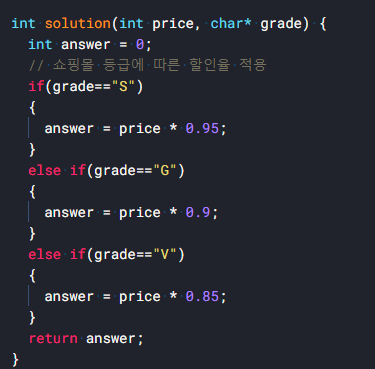 int solution(int price, char* grade) {
  int answer = 0;
  // 쇼핑몰 등급에 따른 할인율 적용
  if(grade=="S")
  {
    answer = price * 0.95;
  }
  else if(grade=="G")
  {
    answer = price * 0.9;
  }
  else if(grade=="V")
  {
    answer = price * 0.85;
  }
  return answer;
}